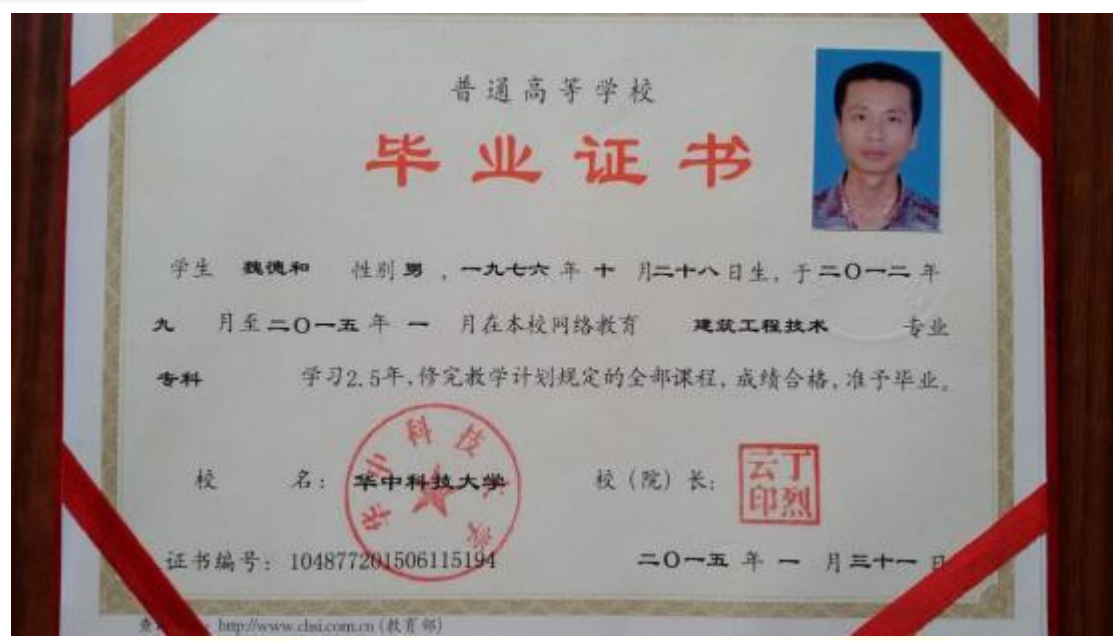 普通高等学校
毕业证书
学生 魏德和 性别 男 ，一九七六 年 十 月二十八日生，于二〇一二 年
九 月至二〇一五 年 一 月在本校网络教育 建筑工程技术 专业
专科 学习2.5年，修完教学计划规定的全部课程，成绩合格，准予毕业。
校 名： 华中科技大学 校（院）长： 丁烈云印
证书编号：104877201506115194 二〇一五 年 一 月三十一 日
查 http://www.chsi.com.cn（教育部）